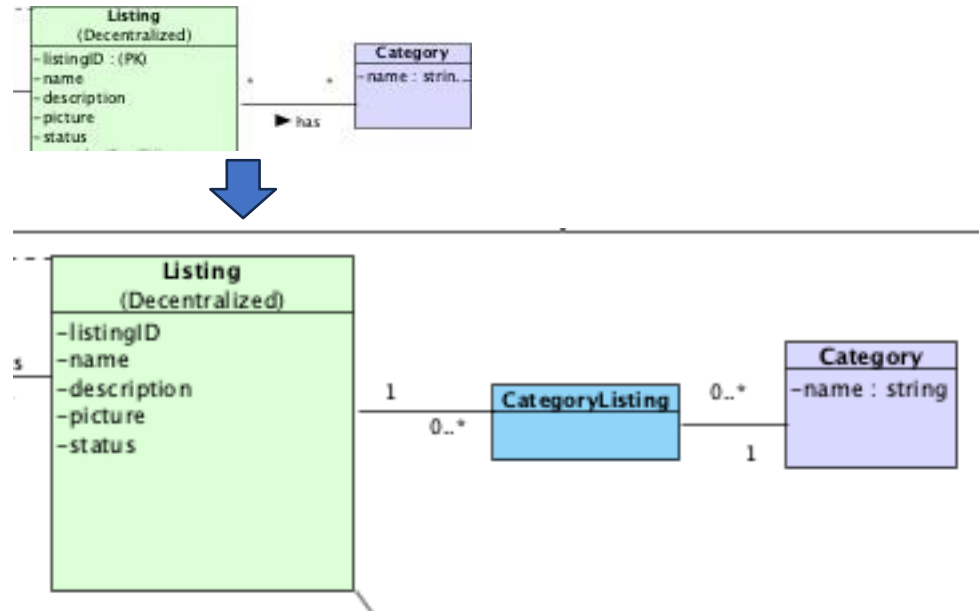 Listing
(Decentralized)
-listingID : (PK)
-name
-description
-picture
-status
* *
▶ has
Category
-name : strin...
Listing
(Decentralized)
-listingID
-name
-description
-picture
-status
s
1
0..*
CategoryListing
0..*
1
Category
-name : string